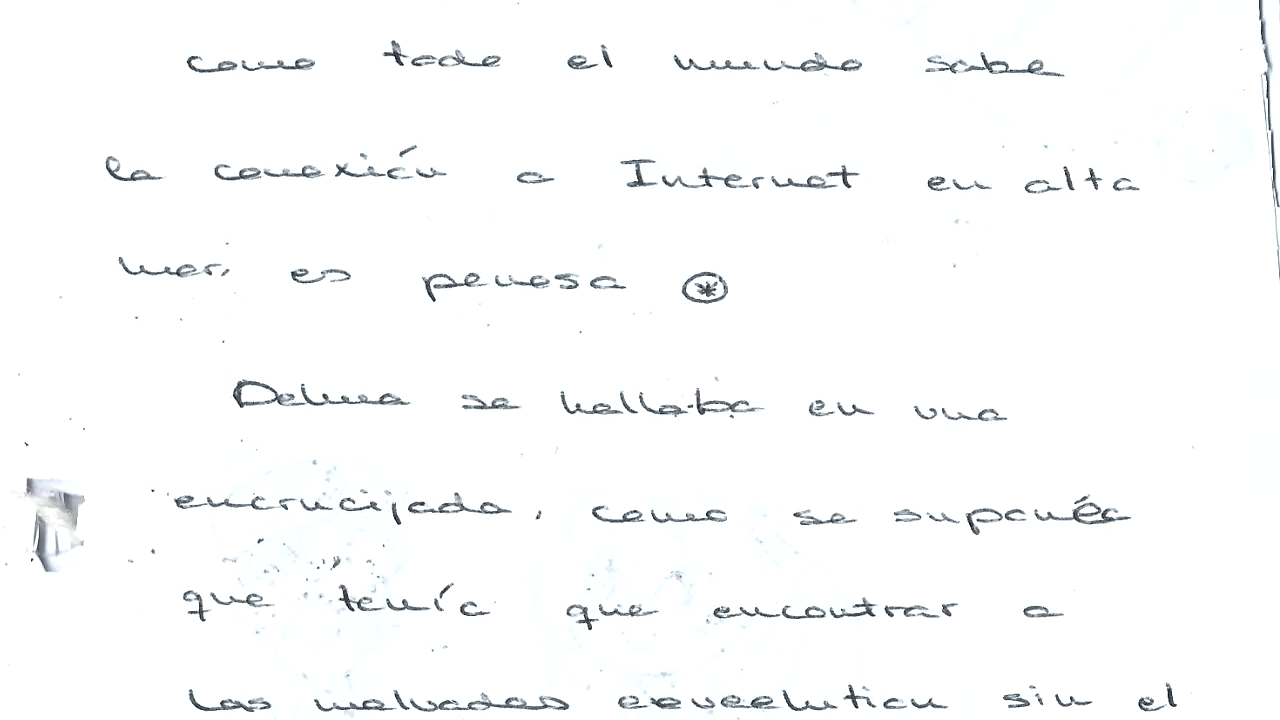 como todo el mundo sabe
la conexión a Internet en alta
mar, es penosa *
Delma se hallaba en una
encrucijada, como se suponía
que tenía que encontrar a
las malvadas sin el